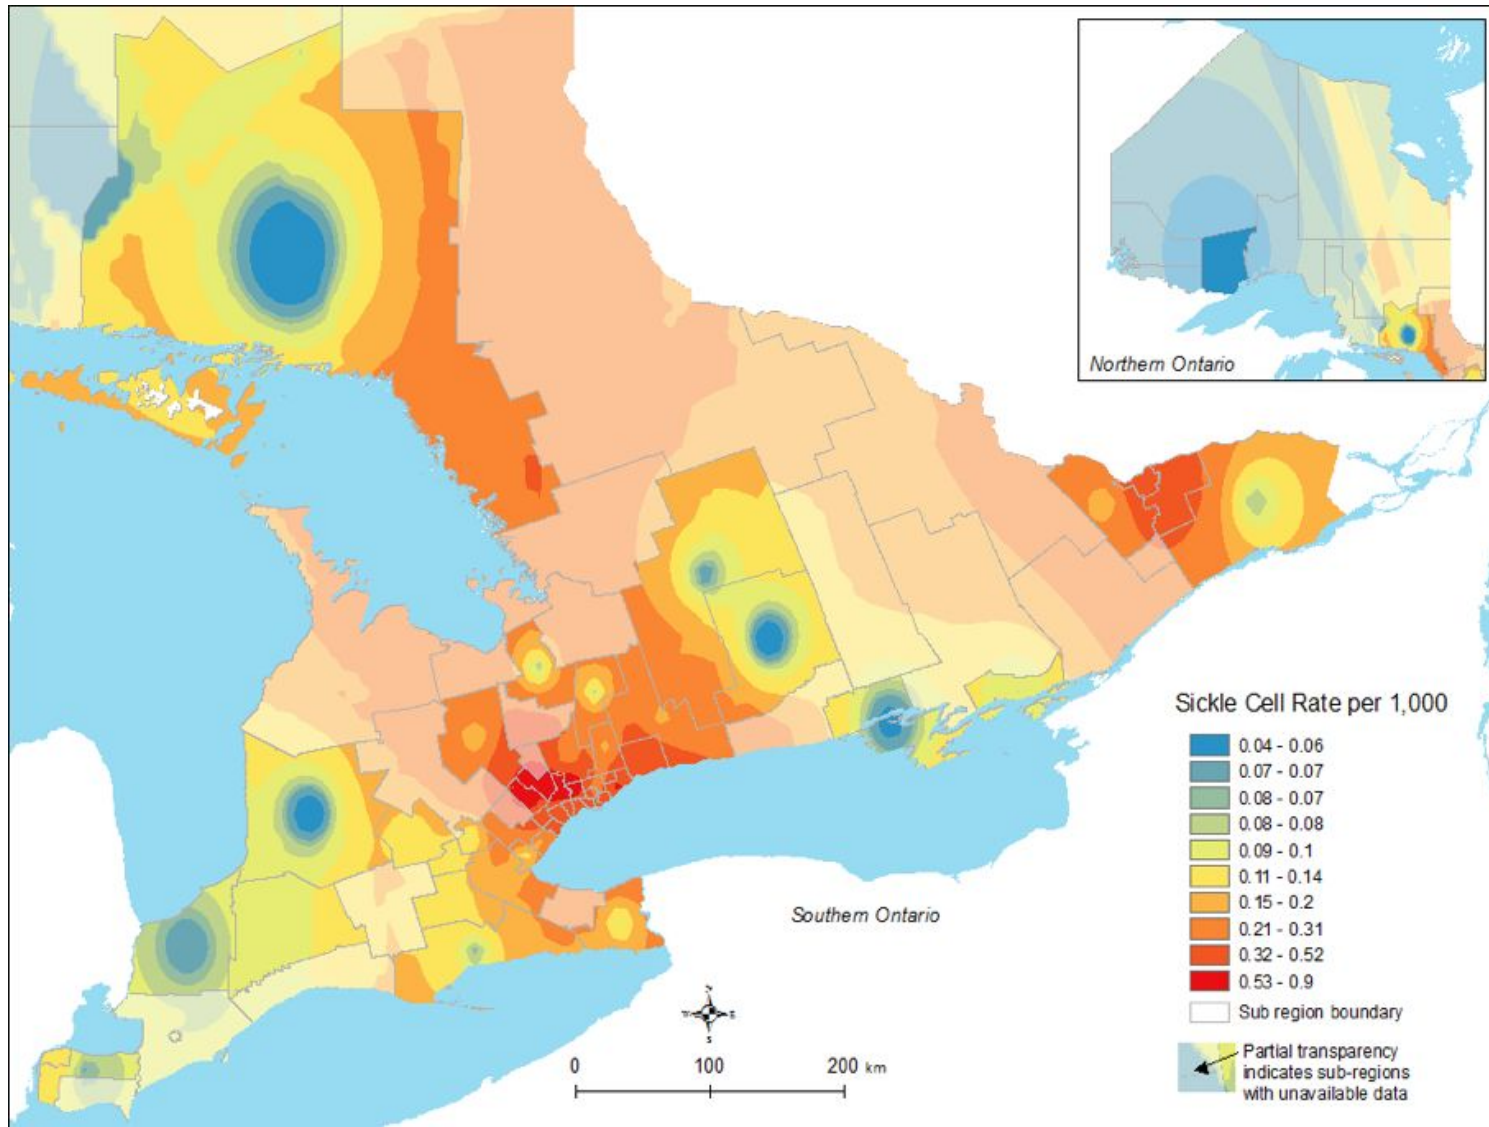 Northern Ontario
Southern Ontario
Sickle Cell Rate per 1,000
0.04 - 0.06
0.07 - 0.07
0.08 - 0.07
0.08 - 0.08
0.09 - 0.1
0.11 - 0.14
0.15 - 0.2
0.21 - 0.31
0.32 - 0.52
0.53 - 0.9
Sub region boundary
Partial transparency
indicates sub-regions
with unavailable data
N
W E
S
0 100 200 km